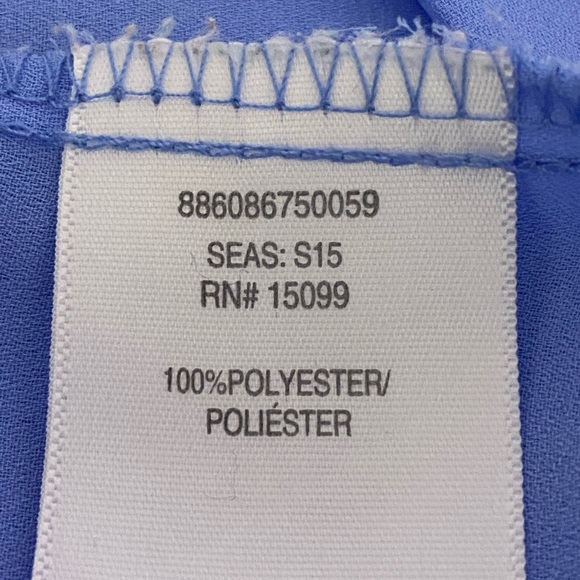 886086750059
SEAS: S15
RN# 15099
100%POLYESTER/
POLIÉSTER